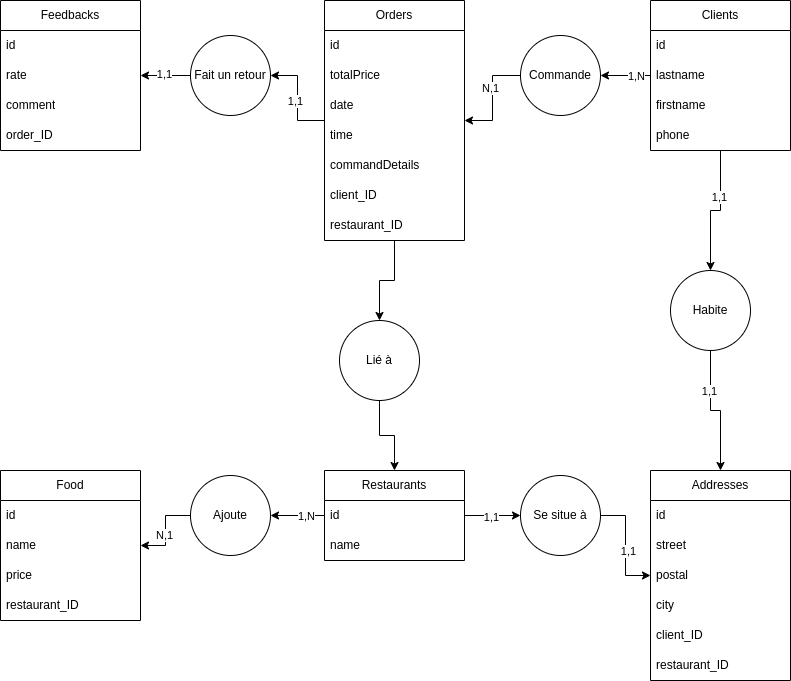 Feedbacks
id
rate
comment
order_ID
1,1
Fait un retour
1,1
Orders
id
totalPrice
date
time
commandDetails
client_ID
restaurant_ID
N,1
Commande
1,N
Clients
id
lastname
firstname
phone
1,1
Habite
1,1
Lié à
Food
id
name
price
restaurant_ID
N,1
Ajoute
1,N
Restaurants
id
name
1,1
Se situe à
1,1
Addresses
id
street
postal
city
client_ID
restaurant_ID